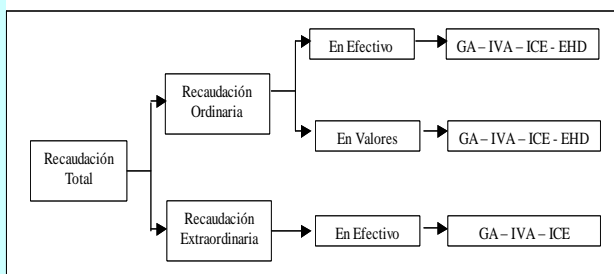 En Efectivo
GA – IVA – ICE - EHD
Recaudación
Ordinaria
En Valores
GA – IVA – ICE - EHD
Recaudación
Total
Recaudación
Extraordinaria
En Efectivo
GA – IVA – ICE